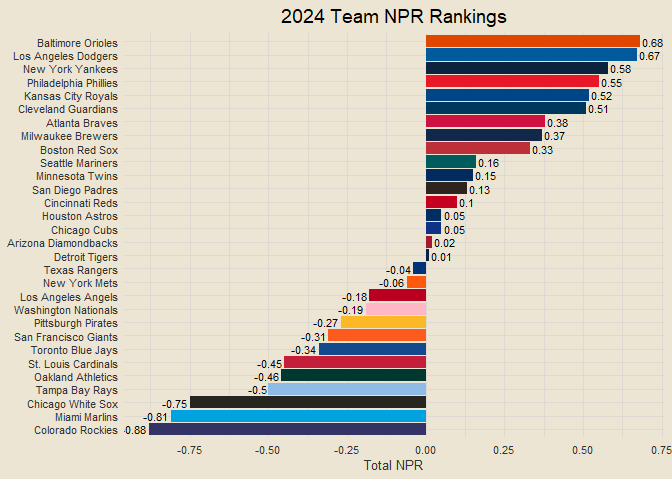 2024 Team NPR Rankings
Baltimore Orioles 0.68
Los Angeles Dodgers 0.67
New York Yankees 0.58
Philadelphia Phillies 0.55
Kansas City Royals 0.52
Cleveland Guardians 0.51
Atlanta Braves 0.38
Milwaukee Brewers 0.37
Boston Red Sox 0.33
Seattle Mariners 0.16
Minnesota Twins 0.15
San Diego Padres 0.13
Cincinnati Reds 0.1
Houston Astros 0.05
Chicago Cubs 0.05
Arizona Diamondbacks 0.02
Detroit Tigers 0.01
Texas Rangers -0.04
New York Mets -0.06
Los Angeles Angels -0.18
Washington Nationals -0.19
Pittsburgh Pirates -0.27
San Francisco Giants -0.31
Toronto Blue Jays -0.34
St. Louis Cardinals -0.45
Oakland Athletics -0.46
Tampa Bay Rays -0.5
Chicago White Sox -0.75
Miami Marlins -0.81
Colorado Rockies -0.88
-0.75 -0.50 -0.25 0.00 0.25 0.50 0.75
Total NPR